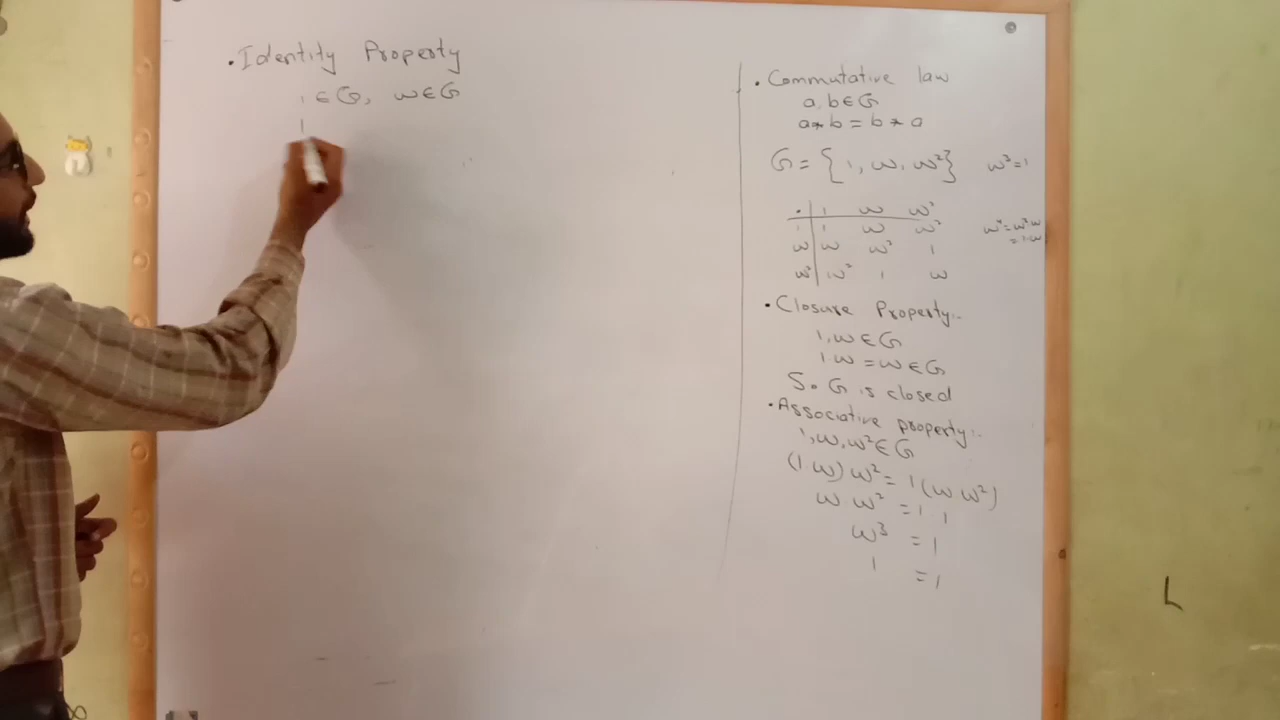 . Identity Property
1 ∈ G, ω ∈ G
1
. Commutative law
a, b ∈ G
a * b = b * a
G = {1, ω, ω²} ω³ = 1
. 1 ω ω²
1 1 ω ω²
ω ω ω² 1
ω² ω² 1 ω
ω⁴ = ω³ω
= 1·ω
. Closure Property:-
1, ω ∈ G
1·ω = ω ∈ G
So G is closed
. Associative property:-
1, ω, ω² ∈ G
(1 ω) ω² = 1 (ω ω²)
ω ω² = 1 1
ω³ = 1
1 = 1
L